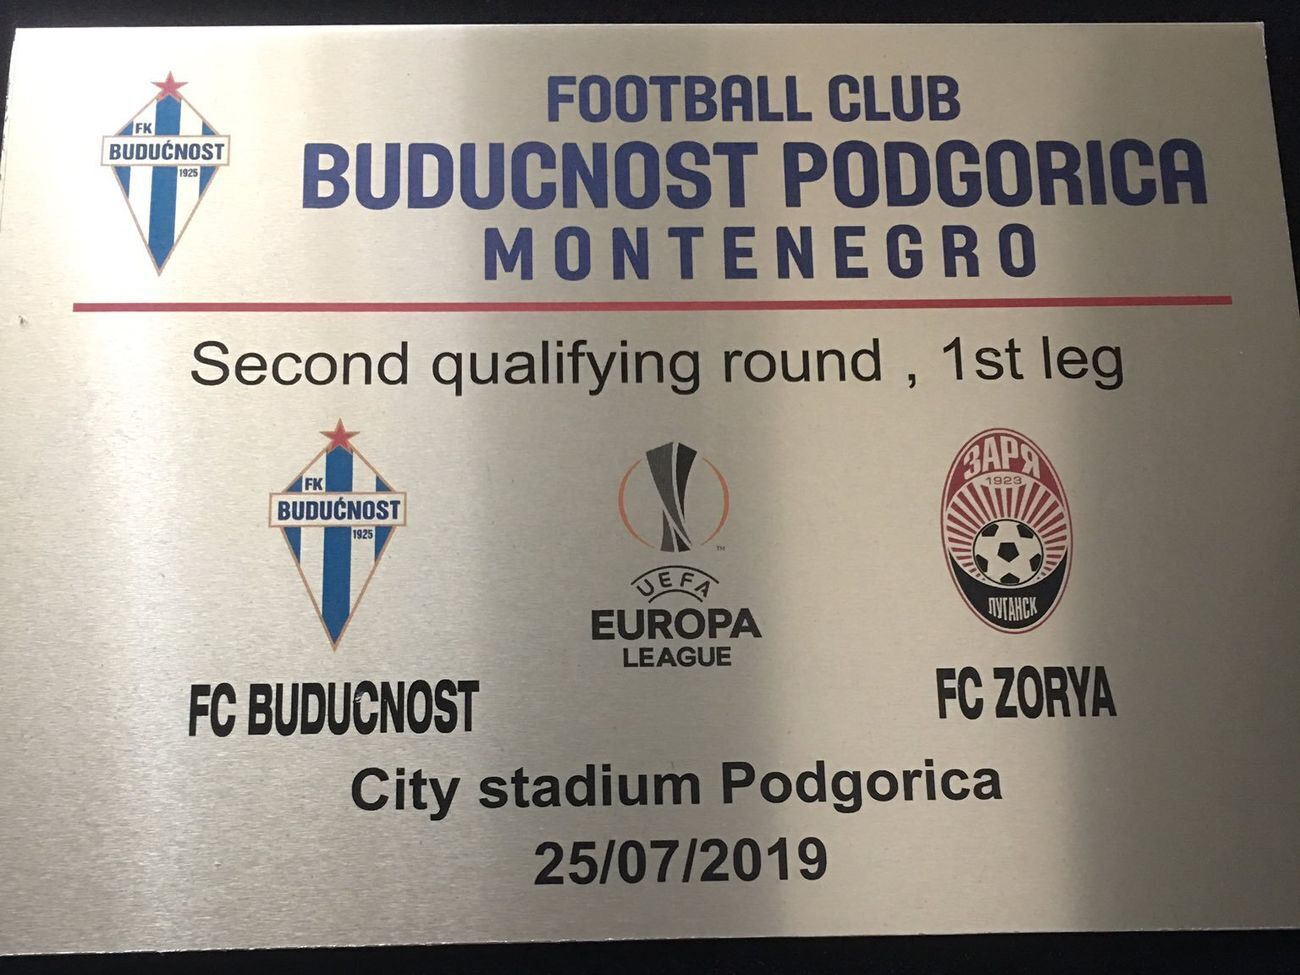 FK
BUDUĆNOST
1925
FOOTBALL CLUB
BUDUCNOST PODGORICA
MONTENEGRO
Second qualifying round , 1st leg
FK
BUDUĆNOST
1925
TM
UEFA
EUROPA
LEAGUE
ЗАРЯ
1923
ЛУГАНСК
FC BUDUCNOST
FC ZORYA
City stadium Podgorica
25/07/2019